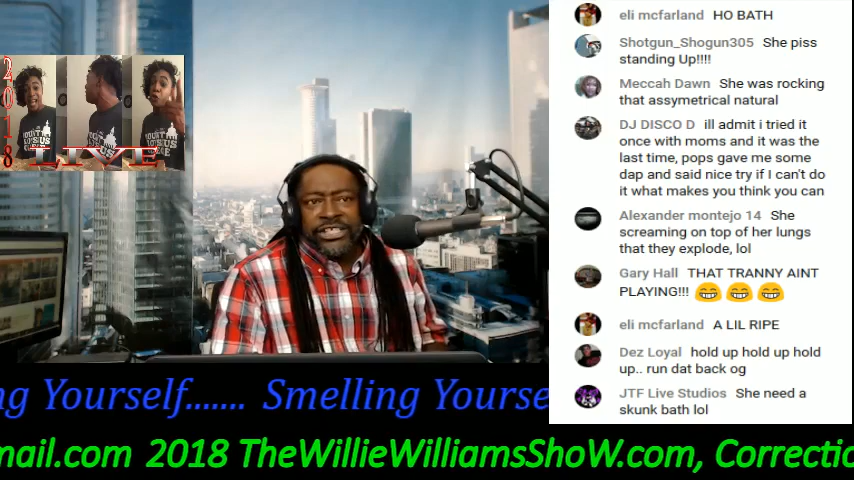 2018
LIVE
eli mcfarland HO BATH
Shotgun_Shogun305 She piss
standing Up!!!!
Meccah Dawn She was rocking
that assymetrical natural
DJ DISCO D ill admit i tried it
once with moms and it was the
last time, pops gave me some
dap and said nice try if I can't do
it what makes you think you can
Alexander montejo 14 She
screaming on top of her lungs
that they explode, lol
Gary Hall THAT TRANNY AINT
PLAYING!!! 😂 😂 😂
eli mcfarland A LIL RIPE
Dez Loyal hold up hold up hold
up.. run dat back og
JTF Live Studios She need a
skunk bath lol
ng Yourself....... Smelling Yourse
mail.com 2018 TheWillieWilliamsShoW.com, Correctio